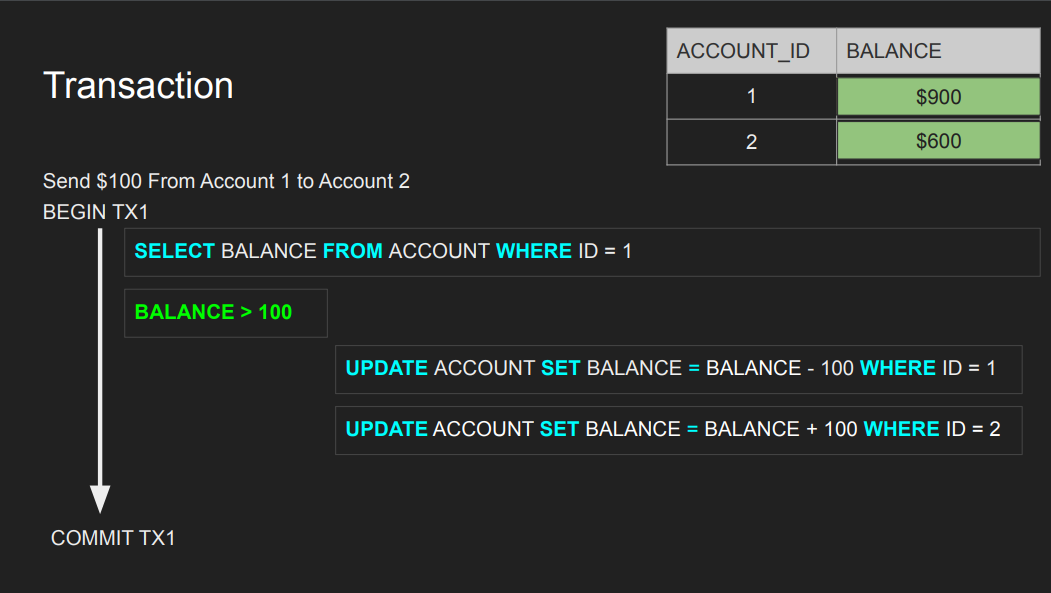 Transaction
ACCOUNT_ID BALANCE
1 $900
2 $600
Send $100 From Account 1 to Account 2
BEGIN TX1
SELECT BALANCE FROM ACCOUNT WHERE ID = 1
BALANCE > 100
UPDATE ACCOUNT SET BALANCE = BALANCE - 100 WHERE ID = 1
UPDATE ACCOUNT SET BALANCE = BALANCE + 100 WHERE ID = 2
COMMIT TX1